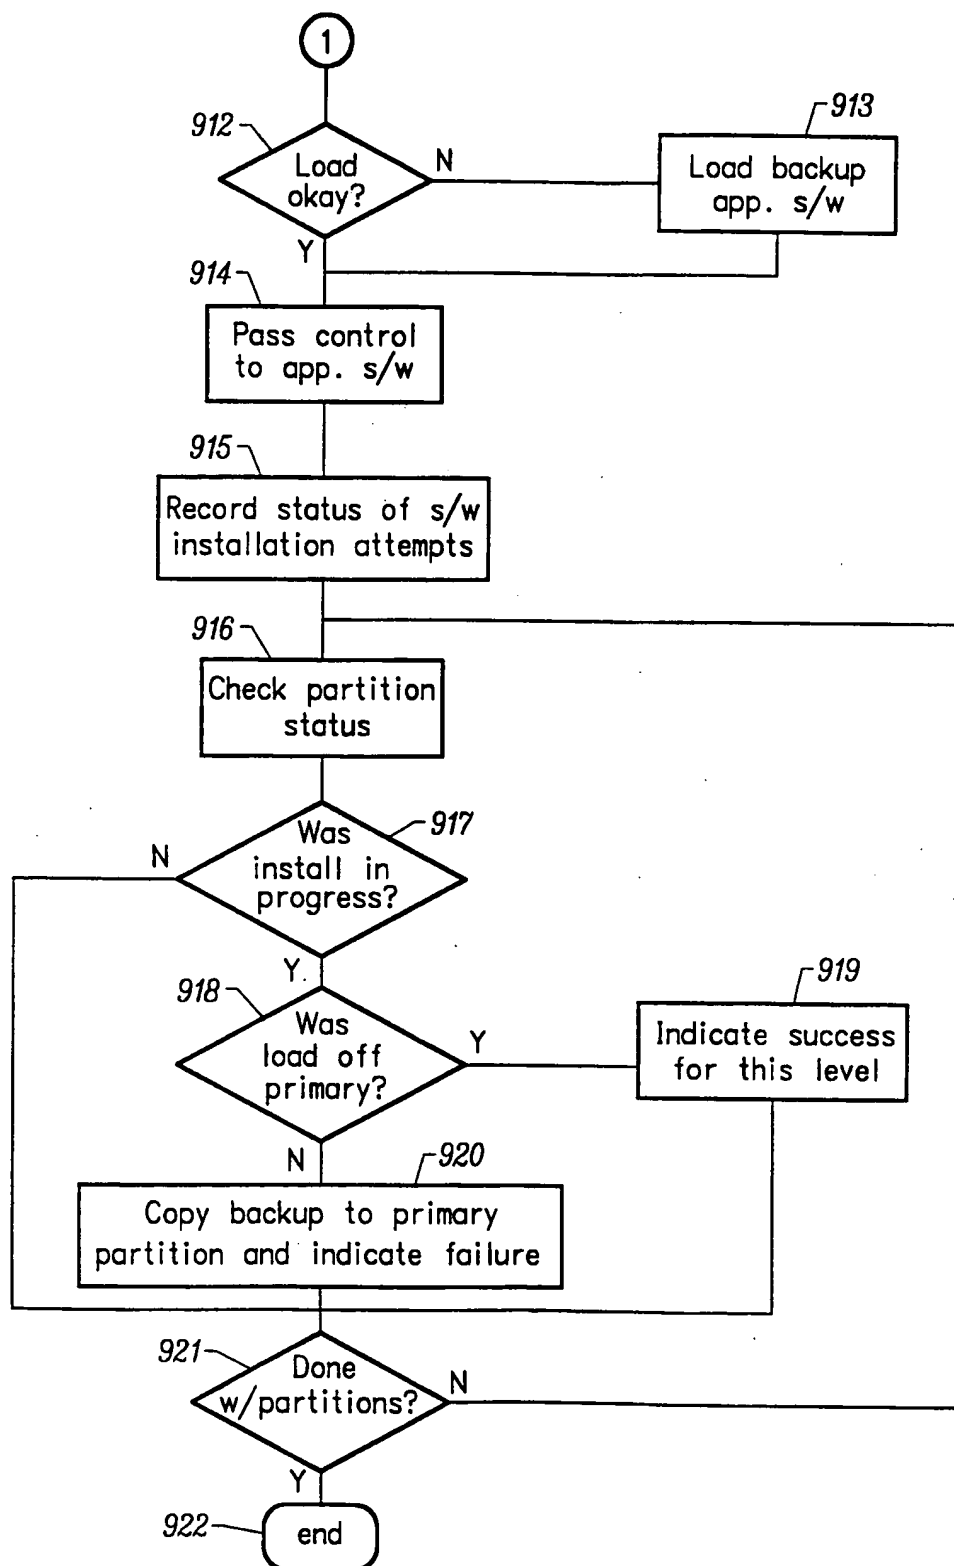 1
912
Load
okay?
N
Y
913
Load backup
app. s/w
914
Pass control
to app. s/w
915
Record status of s/w
installation attempts
916
Check partition
status
917
Was
install in
progress?
N
Y
918
Was
load off
primary?
Y
N
919
Indicate success
for this level
920
Copy backup to primary
partition and indicate failure
921
Done
w/partitions?
N
Y
922
end